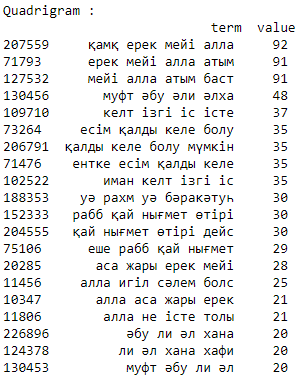 Quadrigram :
term value
207559 қамқ ерек мейі алла 92
71793 ерек мейі алла атым 91
127532 мейі алла атым баст 91
130456 муфт әбу әли әлха 48
109710 келт ізгі іс істе 37
73264 есім қалды келе болу 35
206791 қалды келе болу мүмкін 35
71476 ентке есім қалды келе 35
102522 иман келт ізгі іс 35
188353 уә рахм уә бәракәтуһ 30
152333 рабб қай нығмет өтірі 30
204555 қай нығмет өтірі дейс 30
75106 еше рабб қай нығмет 29
20285 аса жары ерек мейі 28
11456 алла игіл сәлем болс 25
10347 алла аса жары ерек 21
11806 алла не істе толы 21
226896 әбу ли әл хана 20
124378 ли әл хана хафи 20
130453 муфт әбу ли әл 20